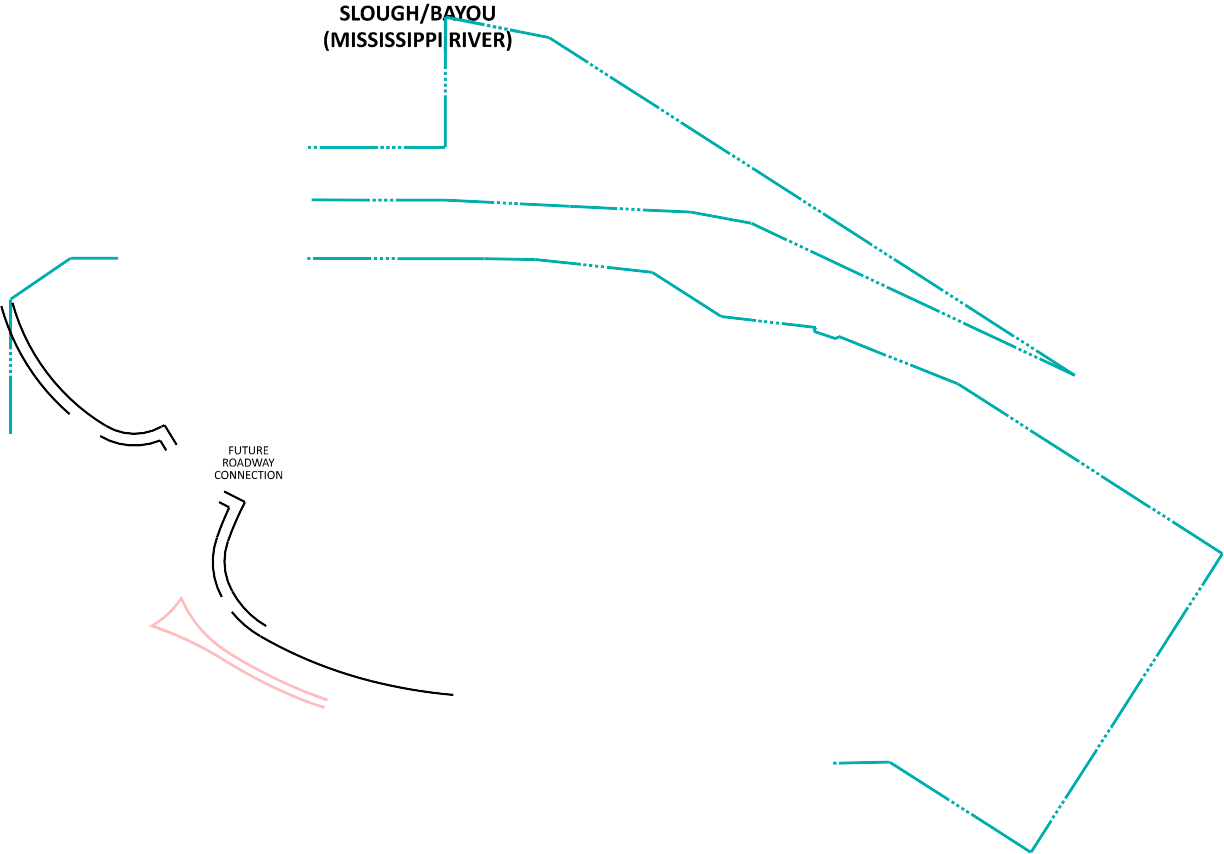 SLOUGH/BAYOU
(MISSISSIPPI RIVER)
FUTURE
ROADWAY
CONNECTION